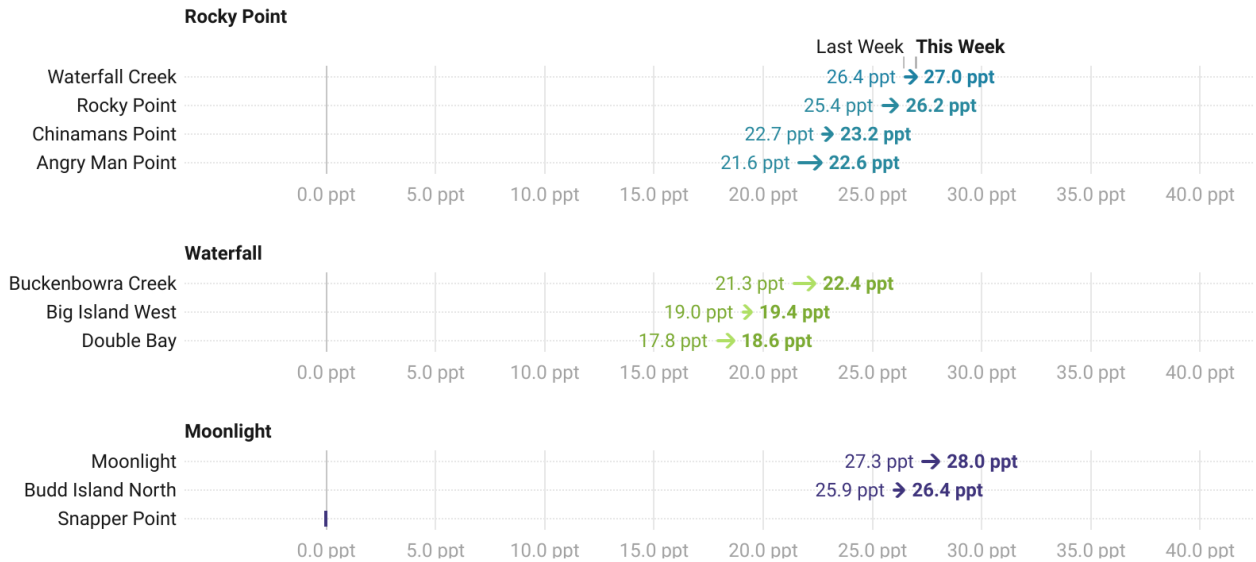 Rocky Point
Last Week This Week
Waterfall Creek 26.4 ppt 27.0 ppt
Rocky Point 25.4 ppt 26.2 ppt
Chinamans Point 22.7 ppt 23.2 ppt
Angry Man Point 21.6 ppt 22.6 ppt
0.0 ppt 5.0 ppt 10.0 ppt 15.0 ppt 20.0 ppt 25.0 ppt 30.0 ppt 35.0 ppt 40.0 ppt
Waterfall
Buckenbowra Creek 21.3 ppt 22.4 ppt
Big Island West 19.0 ppt 19.4 ppt
Double Bay 17.8 ppt 18.6 ppt
0.0 ppt 5.0 ppt 10.0 ppt 15.0 ppt 20.0 ppt 25.0 ppt 30.0 ppt 35.0 ppt 40.0 ppt
Moonlight
Moonlight 27.3 ppt 28.0 ppt
Budd Island North 25.9 ppt 26.4 ppt
Snapper Point
0.0 ppt 5.0 ppt 10.0 ppt 15.0 ppt 20.0 ppt 25.0 ppt 30.0 ppt 35.0 ppt 40.0 ppt